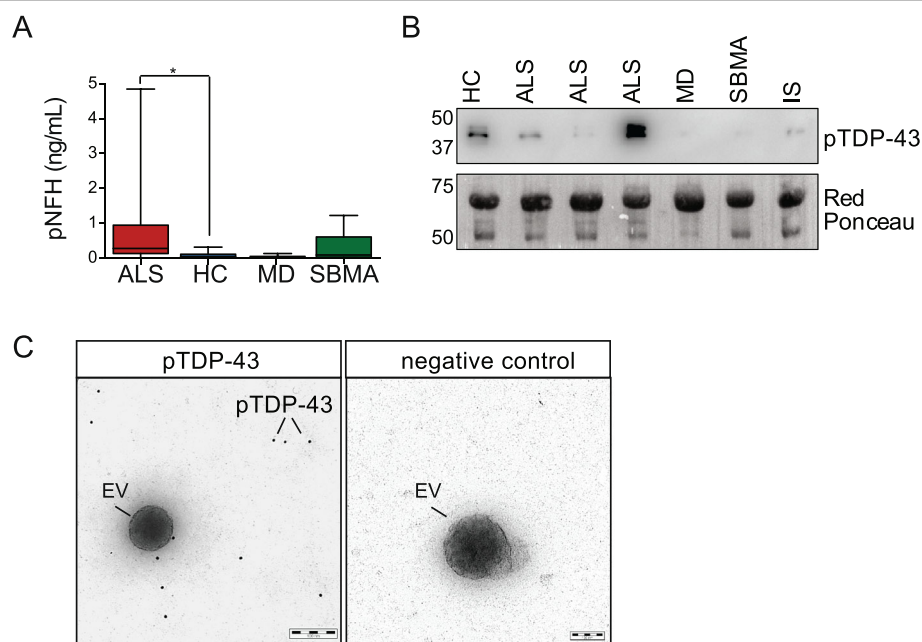 A
pNFH (ng/mL)
5
4
3
2
1
0
*
ALS HC MD SBMA
B
HC ALS ALS ALS MD SBMA IS
50
37
pTDP-43
75
50
Red
Ponceau
C
pTDP-43
negative control
pTDP-43
EV
EV